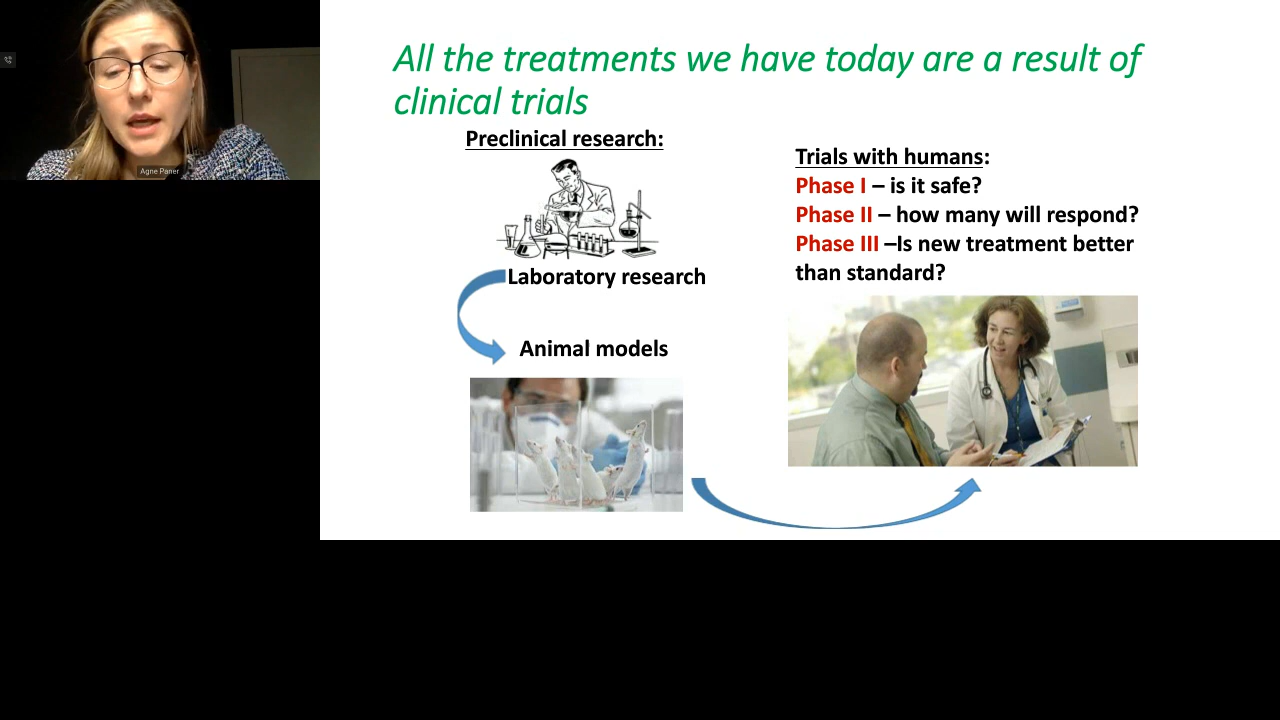 Agne Paner
All the treatments we have today are a result of
clinical trials
Preclinical research:
Laboratory research
Animal models
Trials with humans:
Phase I – is it safe?
Phase II – how many will respond?
Phase III –Is new treatment better
than standard?